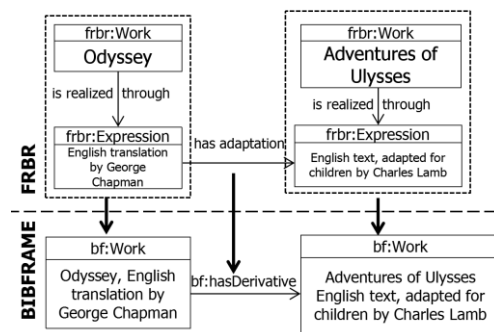 frbr:Work
Odyssey
is realized through
frbr:Expression
English translation
by George
Chapman
has adaptation
frbr:Work
Adventures of
Ulysses
is realized through
frbr:Expression
English text, adapted for
children by Charles Lamb
FRBR
BIBFRAME
bf:Work
Odyssey, English
translation by
George Chapman
bf:hasDerivative
bf:Work
Adventures of Ulysses
English text, adapted for
children by Charles Lamb